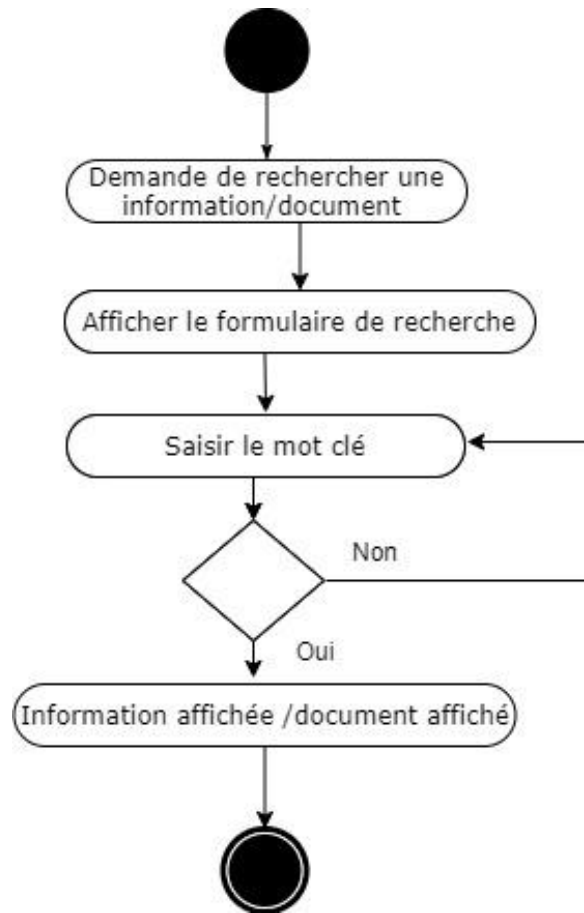 Demande de rechercher une
information/document
Afficher le formulaire de recherche
Saisir le mot clé
Non
Oui
Information affichée /document affiché